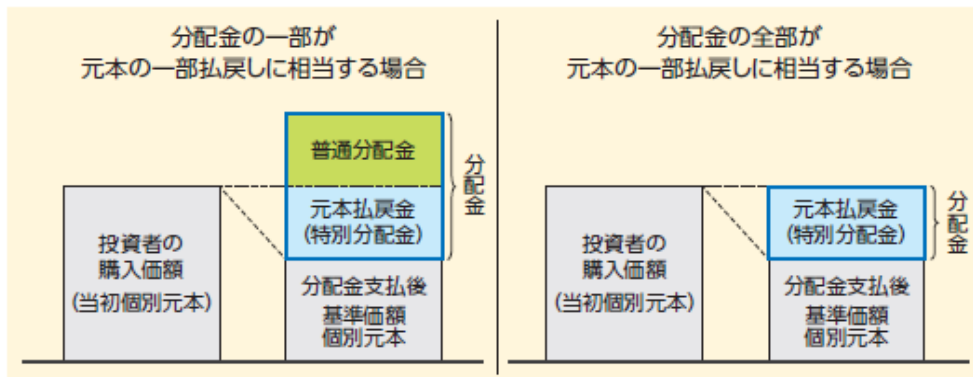 分配金の一部が
元本の一部払戻しに相当する場合
普通分配金
元本払戻金
(特別分配金)
分配金
投資者の
購入価額
(当初個別元本)
分配金支払後
基準価額
個別元本
分配金の全部が
元本の一部払戻しに相当する場合
元本払戻金
(特別分配金)
分配金
投資者の
購入価額
(当初個別元本)
分配金支払後
基準価額
個別元本